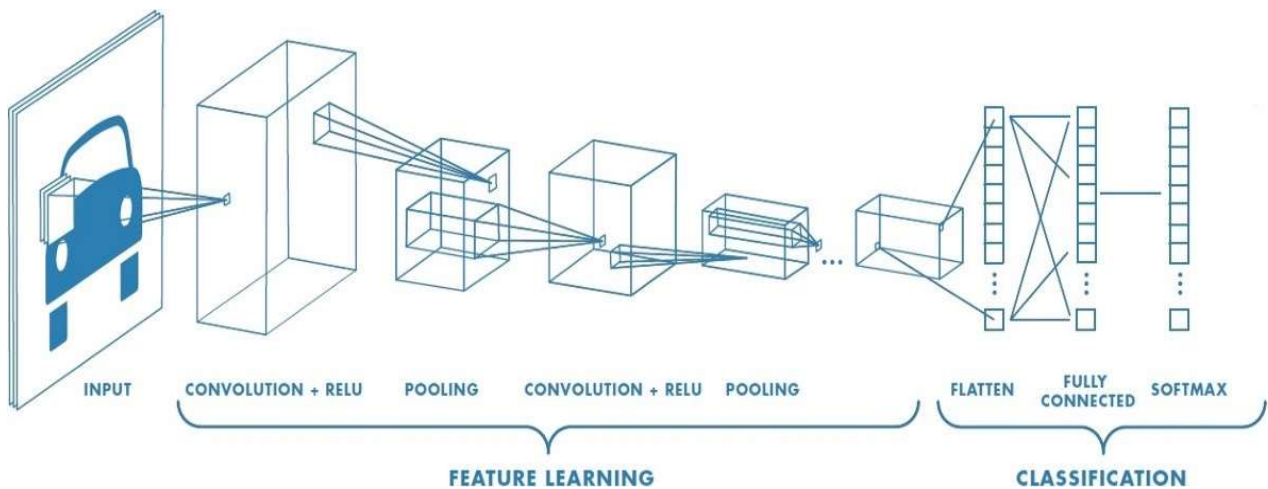 INPUT
CONVOLUTION + RELU
POOLING
CONVOLUTION + RELU
POOLING
FLATTEN
FULLY
CONNECTED
SOFTMAX
FEATURE LEARNING
CLASSIFICATION